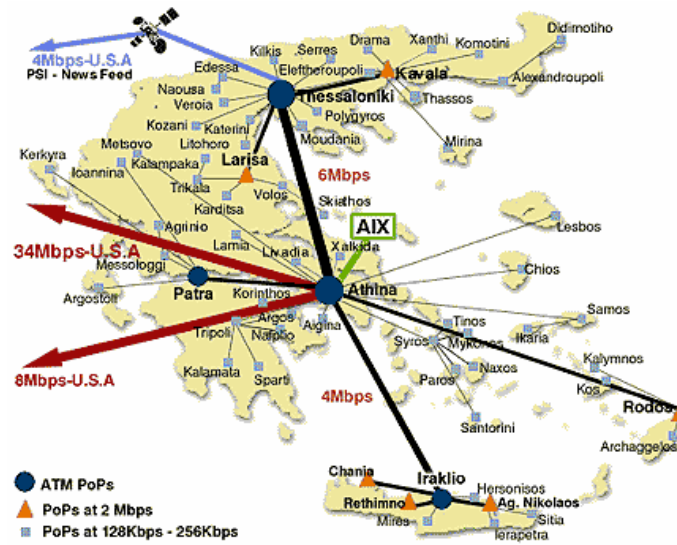 Didimotiho
Drama
Xanthi
Komotini
Kilkis
Serres
Eleftheroupoli
Kavala
4Mbps-U.S.A
PSI - News Feed
Edessa
Alexandroupoli
Naousa
Thessaloniki
Thassos
Veroia
Polygyros
Kozani
Katerini
Moudania
Metsovo
Litohoro
Mirina
Kerkyra
Kalampaka
Larisa
Ioannina
6Mbps
Trikala
Volos
Karditsa
Skiathos
AIX
Agrinio
Lesbos
Lamia
Xalkida
34Mbps-U.S.A
Livadia
Messologgi
Chios
Argostoli
Patra
Korinthos
Athina
Argos
Samos
Tripoli
Nafplio
Aigina
Tinos
Ikaria
Syros
Mykonos
8Mbps-U.S.A
Kalamata
Sparti
Paros
Naxos
Kalymnos
Kos
4Mbps
Rodos
Santorini
Archaggelos
Chania
Iraklio
ATM PoPs
Hersonisos
PoPs at 2 Mbps
Rethimno
Ag. Nikolaos
PoPs at 128Kbps - 256Kbps
Mires
Sitia
Ierapetra